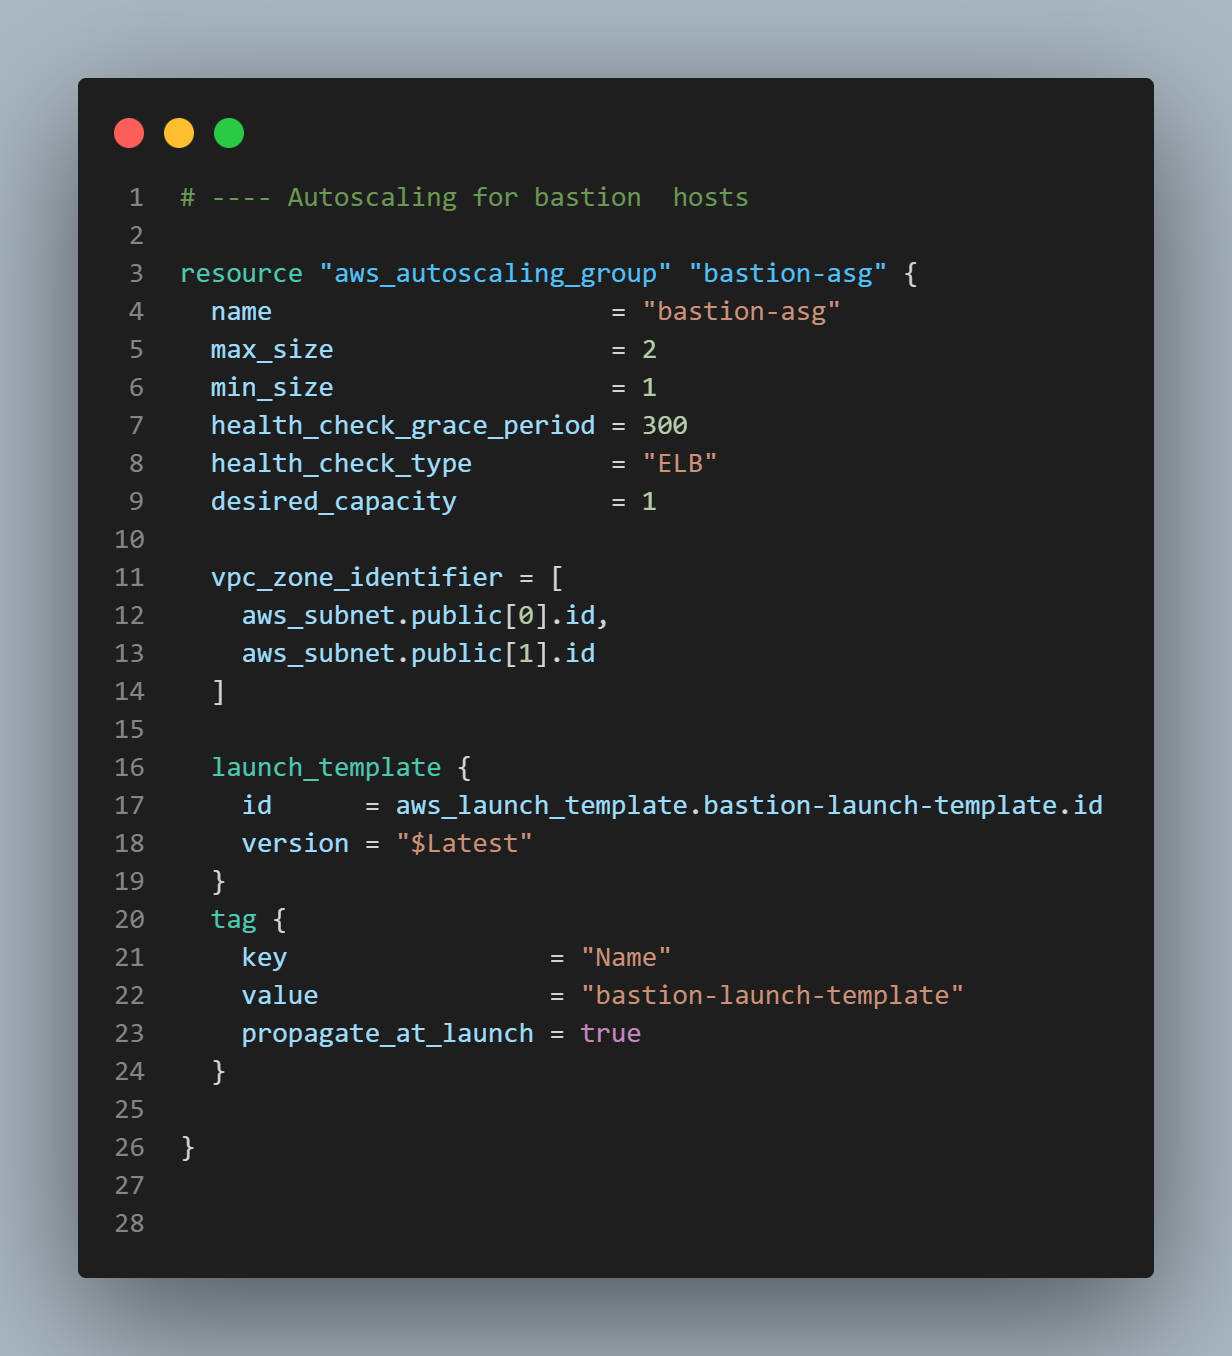 1 # ---- Autoscaling for bastion  hosts
2
3 resource "aws_autoscaling_group" "bastion-asg" {
4   name                      = "bastion-asg"
5   max_size                  = 2
6   min_size                  = 1
7   health_check_grace_period = 300
8   health_check_type         = "ELB"
9   desired_capacity          = 1
10
11   vpc_zone_identifier = [
12     aws_subnet.public[0].id,
13     aws_subnet.public[1].id
14   ]
15
16   launch_template {
17     id      = aws_launch_template.bastion-launch-template.id
18     version = "$Latest"
19   }
20   tag {
21     key                 = "Name"
22     value               = "bastion-launch-template"
23     propagate_at_launch = true
24   }
25
26 }
27
28